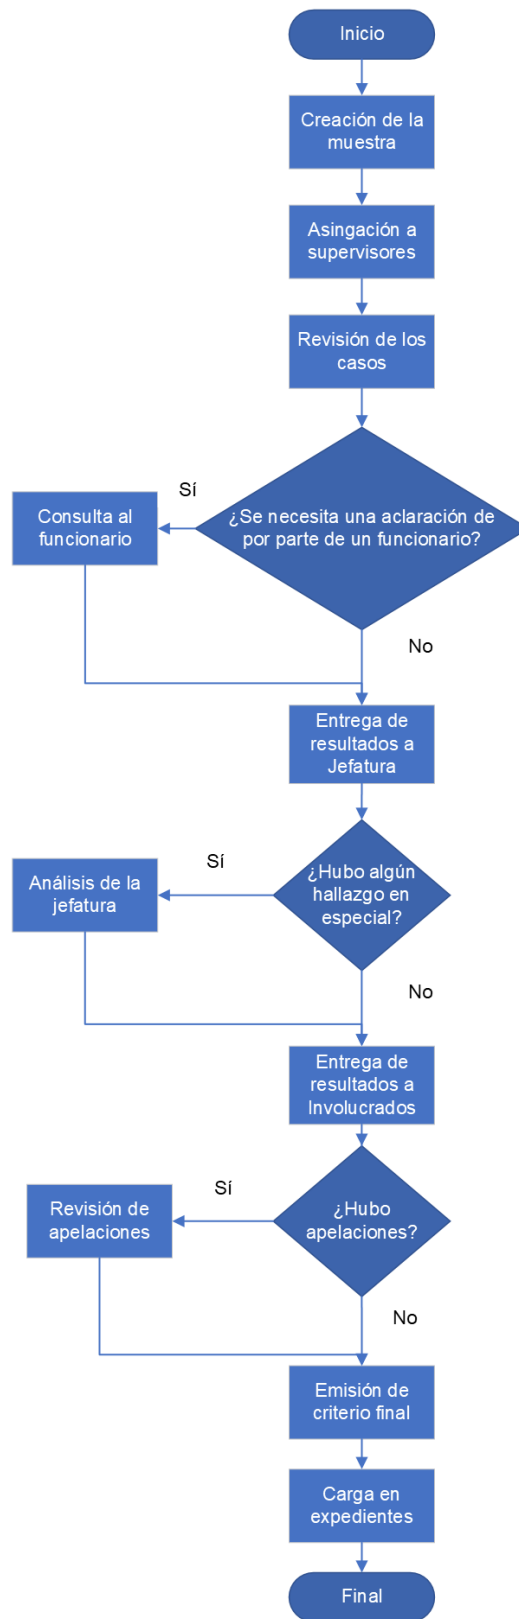 Inicio
Creación de la
muestra
Asingación a
supervisores
Revisión de los
casos
Sí
Consulta al
funcionario
¿Se necesita una aclaración de
por parte de un funcionario?
No
Entrega de
resultados a
Jefatura
Sí
Análisis de la
jefatura
¿Hubo algún
hallazgo en
especial?
No
Entrega de
resultados a
Involucrados
Sí
Revisión de
apelaciones
¿Hubo
apelaciones?
No
Emisión de
criterio final
Carga en
expedientes
Final